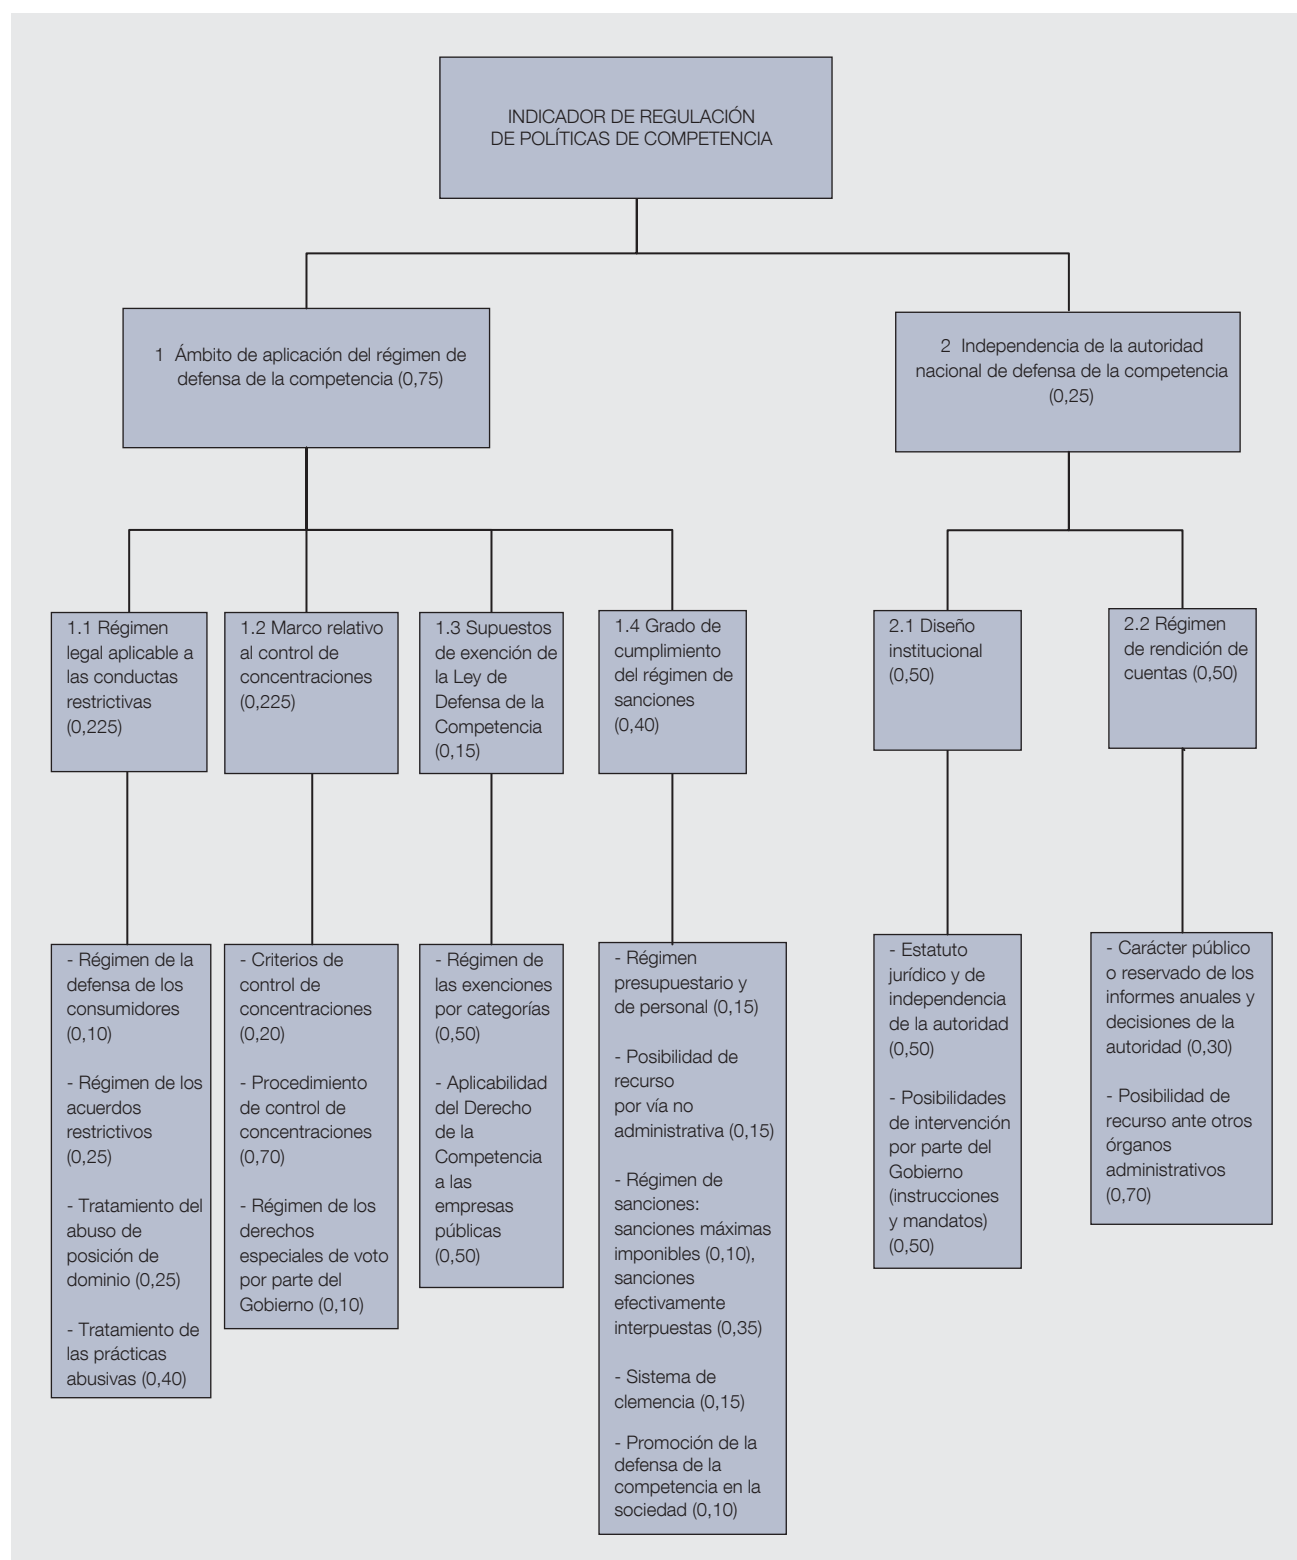 INDICADOR DE REGULACIÓN
DE POLÍTICAS DE COMPETENCIA
1 Ámbito de aplicación del régimen de
defensa de la competencia (0,75)
2 Independencia de la autoridad
nacional de defensa de la competencia
(0,25)
1.1 Régimen
legal aplicable a
las conductas
restrictivas
(0,225)
1.2 Marco relativo
al control de
concentraciones
(0,225)
1.3 Supuestos
de exención de
la Ley de
Defensa de la
Competencia
(0,15)
1.4 Grado de
cumplimiento
del régimen de
sanciones
(0,40)
2.1 Diseño
institucional
(0,50)
2.2 Régimen
de rendición de
cuentas (0,50)
- Régimen de la
defensa de los
consumidores
(0,10)
- Régimen de los
acuerdos
restrictivos
(0,25)
- Tratamiento del
abuso de
posición de
dominio (0,25)
- Tratamiento de
las prácticas
abusivas (0,40)
- Criterios de
control de
concentraciones
(0,20)
- Procedimiento
de control de
concentraciones
(0,70)
- Régimen de los
derechos
especiales de voto
por parte del
Gobierno (0,10)
- Régimen de
las exenciones
por categorías
(0,50)
- Aplicabilidad
del Derecho
de la
Competencia
a las
empresas
públicas
(0,50)
- Régimen
presupuestario y
de personal (0,15)
- Posibilidad de
recurso
por vía no
administrativa (0,15)
- Régimen de
sanciones:
sanciones máximas
imponibles (0,10),
sanciones
efectivamente
interpuestas (0,35)
- Sistema de
clemencia (0,15)
- Promoción de la
defensa de la
competencia en la
sociedad (0,10)
- Estatuto
jurídico y de
independencia
de la autoridad
(0,50)
- Posibilidades
de intervención
por parte del
Gobierno
(instrucciones
y mandatos)
(0,50)
- Carácter público
o reservado de los
informes anuales y
decisiones de la
autoridad (0,30)
- Posibilidad de
recurso ante otros
órganos
administrativos
(0,70)